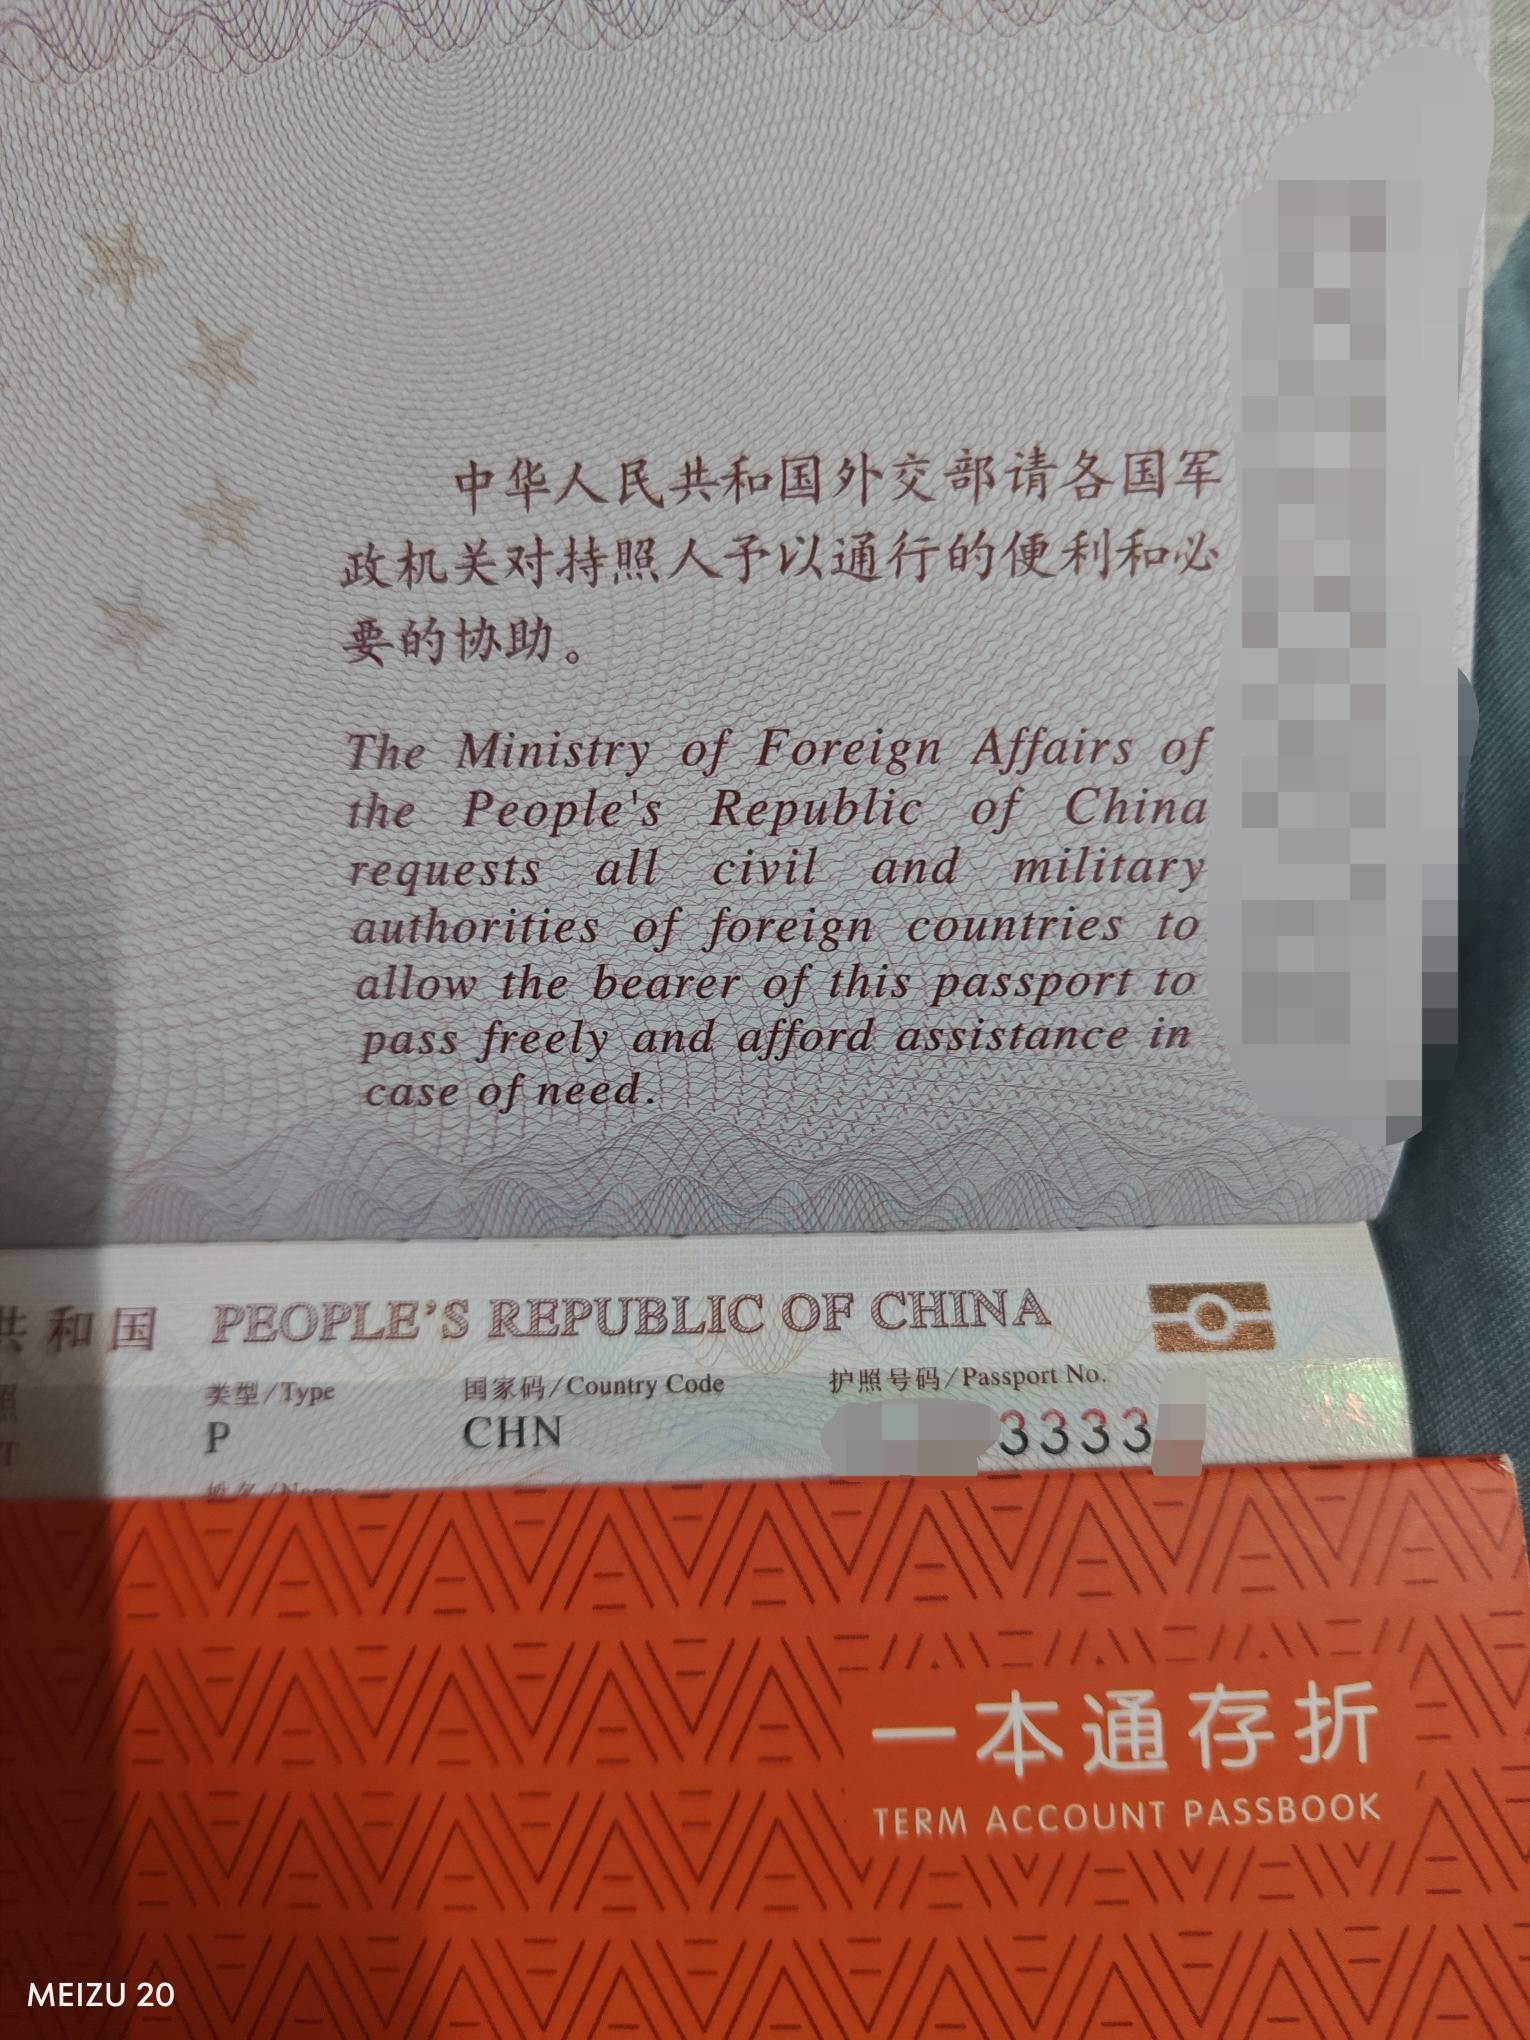 中华人民共和国外交部请各国军
政机关对持照人予以通行的便利和必
要的协助。
The Ministry of Foreign Affairs of
the People's Republic of China
requests all civil and military
authorities of foreign countries to
allow the bearer of this passport to
pass freely and afford assistance in
case of need.
共和国 PEOPLE'S REPUBLIC OF CHINA
照 类型/Type 国家码/Country Code 护照号码/Passport No.
T P CHN 3333
姓名/Name
一本通存折
TERM ACCOUNT PASSBOOK
MEIZU 20